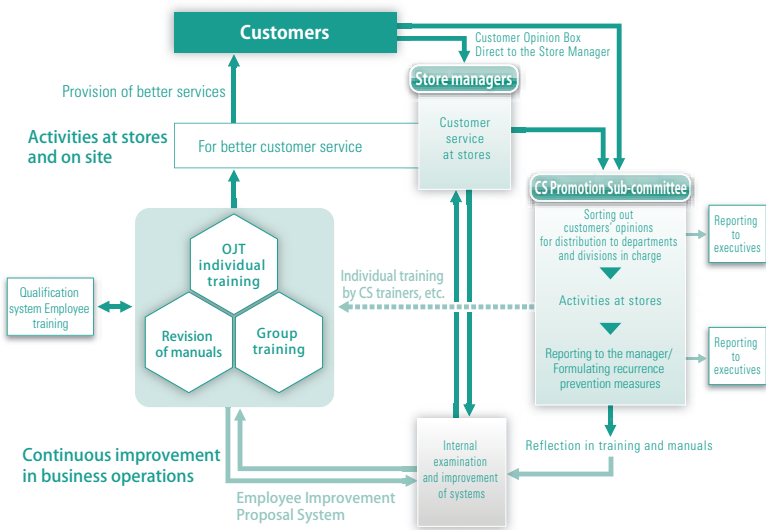 Customers
Customer Opinion Box
Direct to the Store Manager
Store managers
Provision of better services
Customer
service
at stores
Activities at stores
and on site
For better customer service
CS Promotion Sub-committee
Sorting out
customers' opinions
for distribution to departments
and divisions in charge
Reporting
to
executives
OJT
individual
training
Individual training
by CS trainers, etc.
Qualification
system Employee
training
Activities at stores
Revision
of manuals
Group
training
Reporting to the manager/
Formulating recurrence
prevention measures
Reporting
to
executives
Continuous improvement
in business operations
Internal
examination
and improvement
of systems
Reflection in training and manuals
Employee Improvement
Proposal System